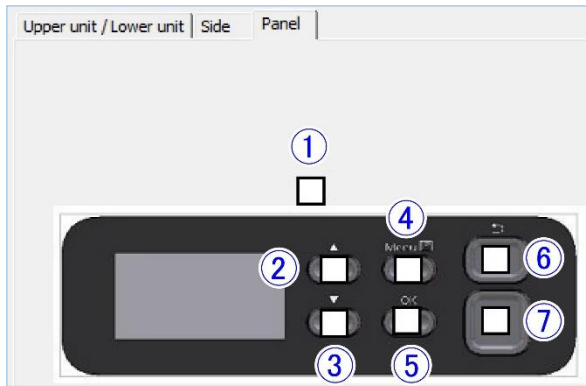 Upper unit / Lower unit Side Panel
①
④
▲ Menu
② ⑥
▼ OK
⑦
③ ⑤